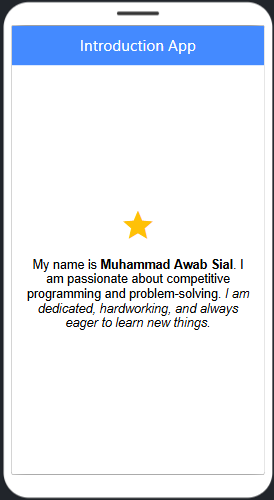 Introduction App
My name is Muhammad Awab Sial. I
am passionate about competitive
programming and problem-solving. I am
dedicated, hardworking, and always
eager to learn new things.